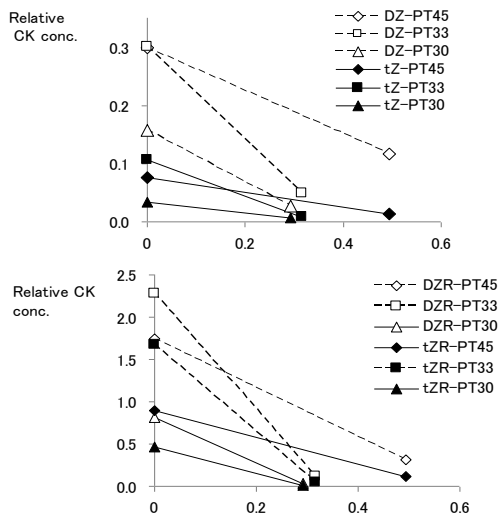 Relative
CK conc.
DZ-PT45
DZ-PT33
DZ-PT30
tZ-PT45
tZ-PT33
tZ-PT30
0.3
0.2
0.1
0.0
0 0.2 0.4 0.6
Relative CK
conc.
DZR-PT45
DZR-PT33
DZR-PT30
tZR-PT45
tZR-PT33
tZR-PT30
2.5
2.0
1.5
1.0
0.5
0.0
0 0.2 0.4 0.6